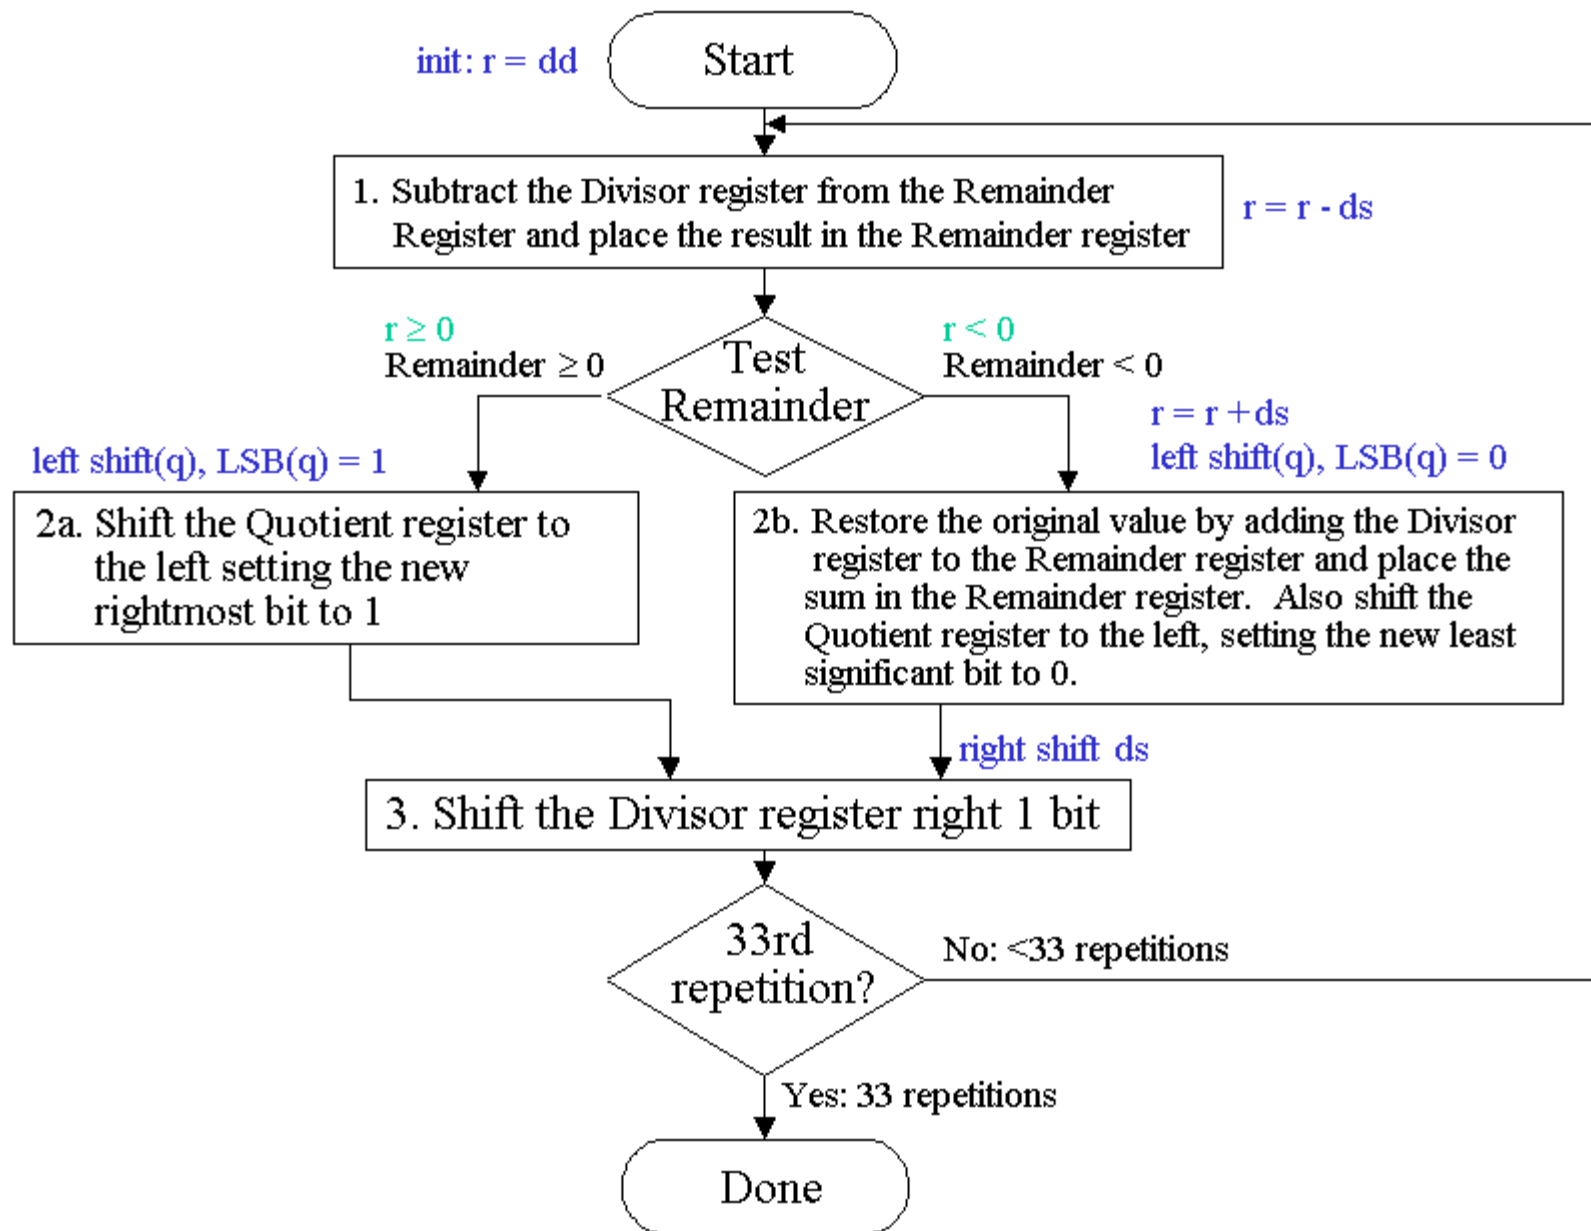 init: r = dd
Start
1. Subtract the Divisor register from the Remainder
Register and place the result in the Remainder register
r = r - ds
r ≥ 0
Remainder ≥ 0
Test
Remainder
r < 0
Remainder < 0
r = r + ds
left shift(q), LSB(q) = 0
left shift(q), LSB(q) = 1
2a. Shift the Quotient register to
the left setting the new
rightmost bit to 1
2b. Restore the original value by adding the Divisor
register to the Remainder register and place the
sum in the Remainder register. Also shift the
Quotient register to the left, setting the new least
significant bit to 0.
right shift ds
3. Shift the Divisor register right 1 bit
33rd
repetition?
No: <33 repetitions
Yes: 33 repetitions
Done